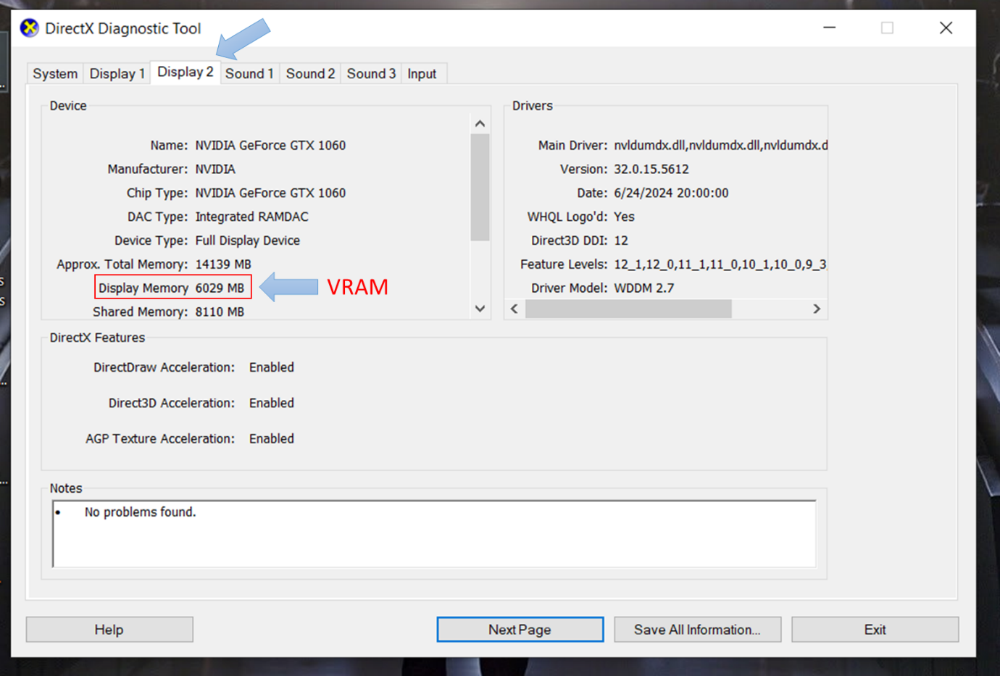 DirectX Diagnostic Tool
System Display 1 Display 2 Sound 1 Sound 2 Sound 3 Input
Device
Name: NVIDIA GeForce GTX 1060
Manufacturer: NVIDIA
Chip Type: NVIDIA GeForce GTX 1060
DAC Type: Integrated RAMDAC
Device Type: Full Display Device
Approx. Total Memory: 14139 MB
Display Memory 6029 MB
VRAM
Shared Memory: 8110 MB
Drivers
Main Driver: nvldumdx.dll,nvldumdx.dll,nvldumdx.d
Version: 32.0.15.5612
Date: 6/24/2024 20:00:00
WHQL Logo'd: Yes
Direct3D DDI: 12
Feature Levels: 12_1,12_0,11_1,11_0,10_1,10_0,9_3
Driver Model: WDDM 2.7
DirectX Features
DirectDraw Acceleration: Enabled
Direct3D Acceleration: Enabled
AGP Texture Acceleration: Enabled
Notes
• No problems found.
Help Next Page Save All Information... Exit